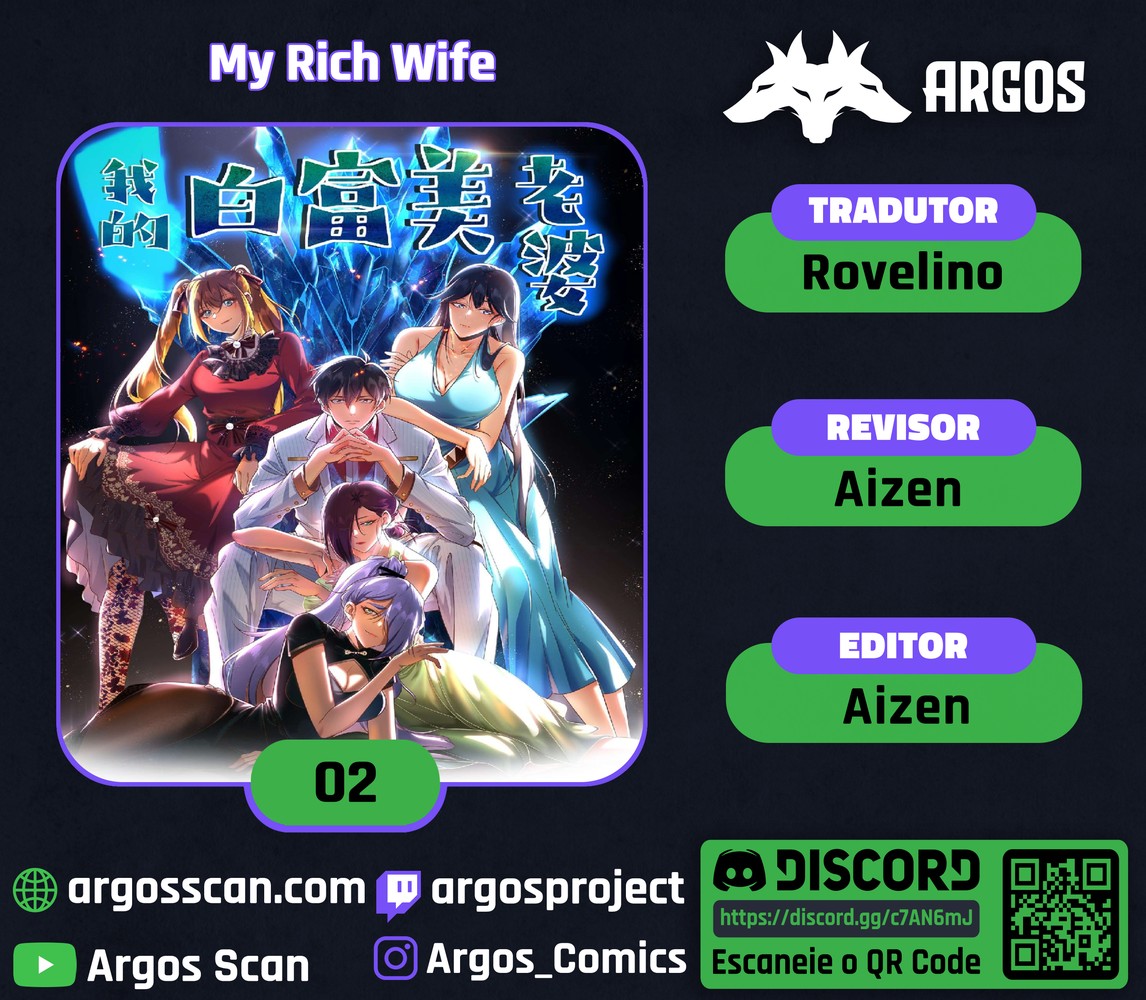 My Rich Wife
ARGOS
我的白富美老婆
TRADUTOR
Rovelino
REVISOR
Aizen
EDITOR
Aizen
02
argosscan.com
argosproject
Argos Scan
Argos_Comics
DISCORD
https://discord.gg/c7AN6mJ
Escaneie o QR Code